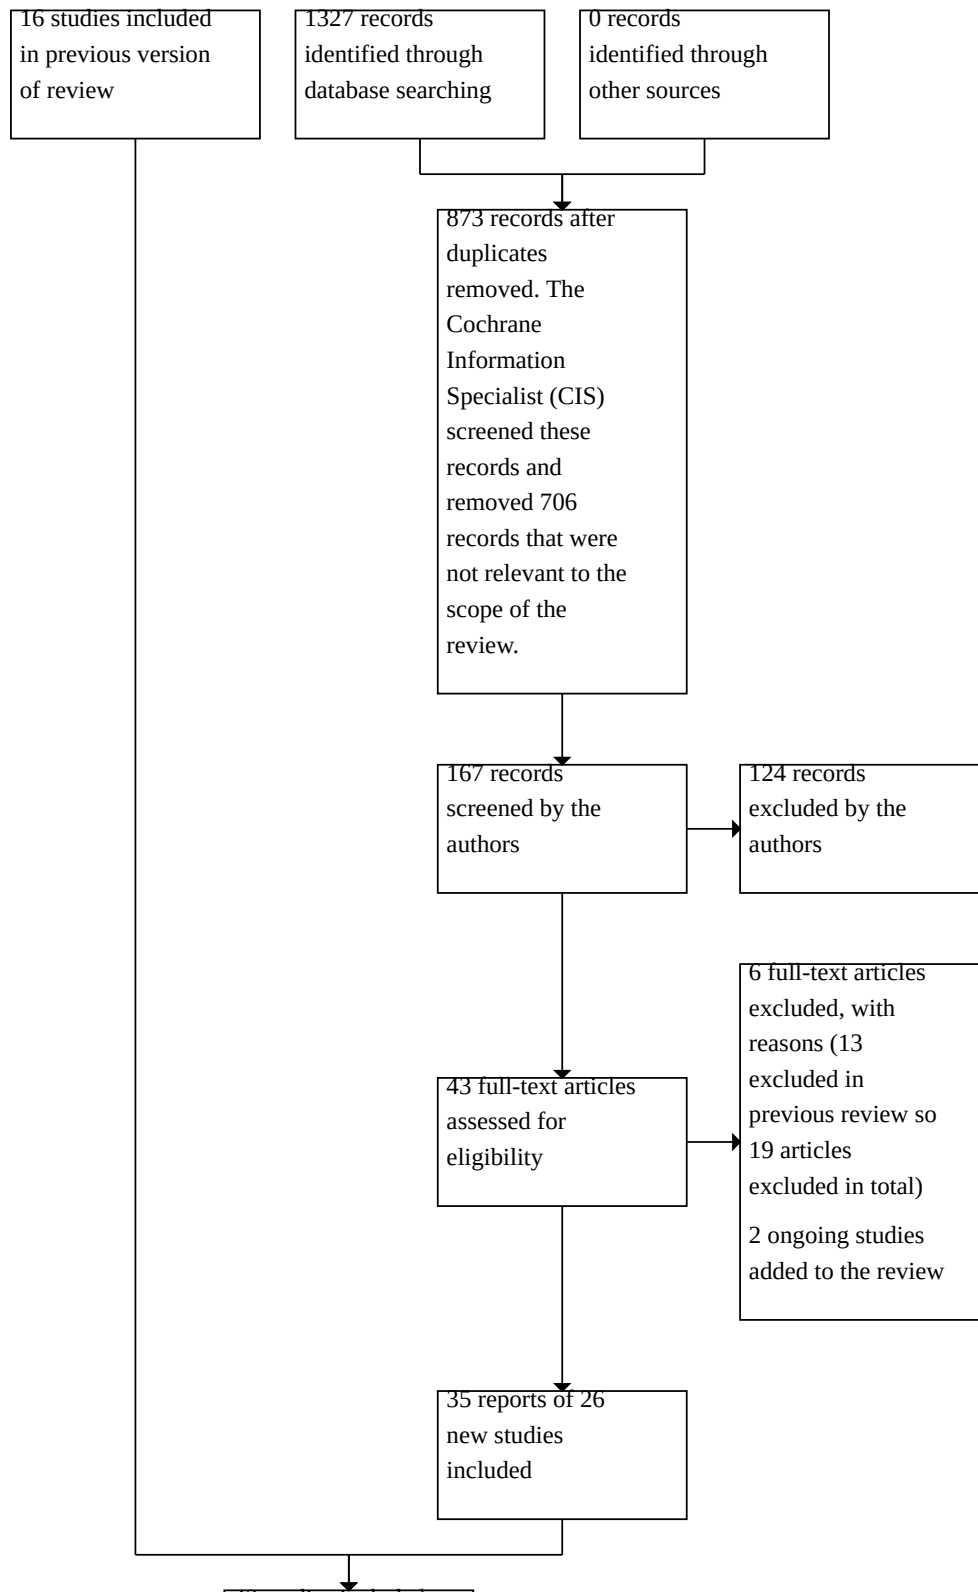 16 studies included
in previous version
of review
1327 records
identified through
database searching
0 records
identified through
other sources
873 records after
duplicates
removed. The
Cochrane
Information
Specialist (CIS)
screened these
records and
removed 706
records that were
not relevant to the
scope of the
review.
167 records
screened by the
authors
124 records
excluded by the
authors
6 full-text articles
excluded, with
reasons (13
excluded in
previous review so
19 articles
excluded in total)
2 ongoing studies
added to the review
43 full-text articles
assessed for
eligibility
35 reports of 26
new studies
included